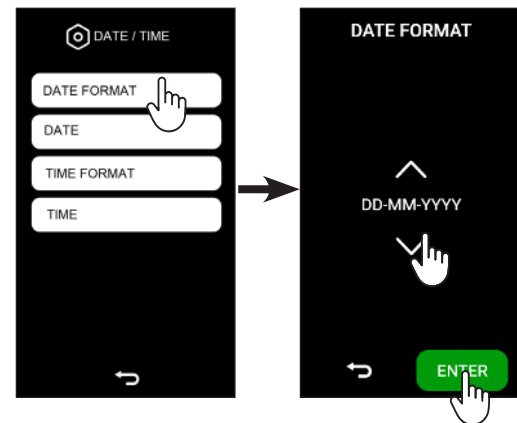 DATE / TIME
DATE FORMAT
DATE
TIME FORMAT
TIME
DATE FORMAT
DD-MM-YYYY
ENTER